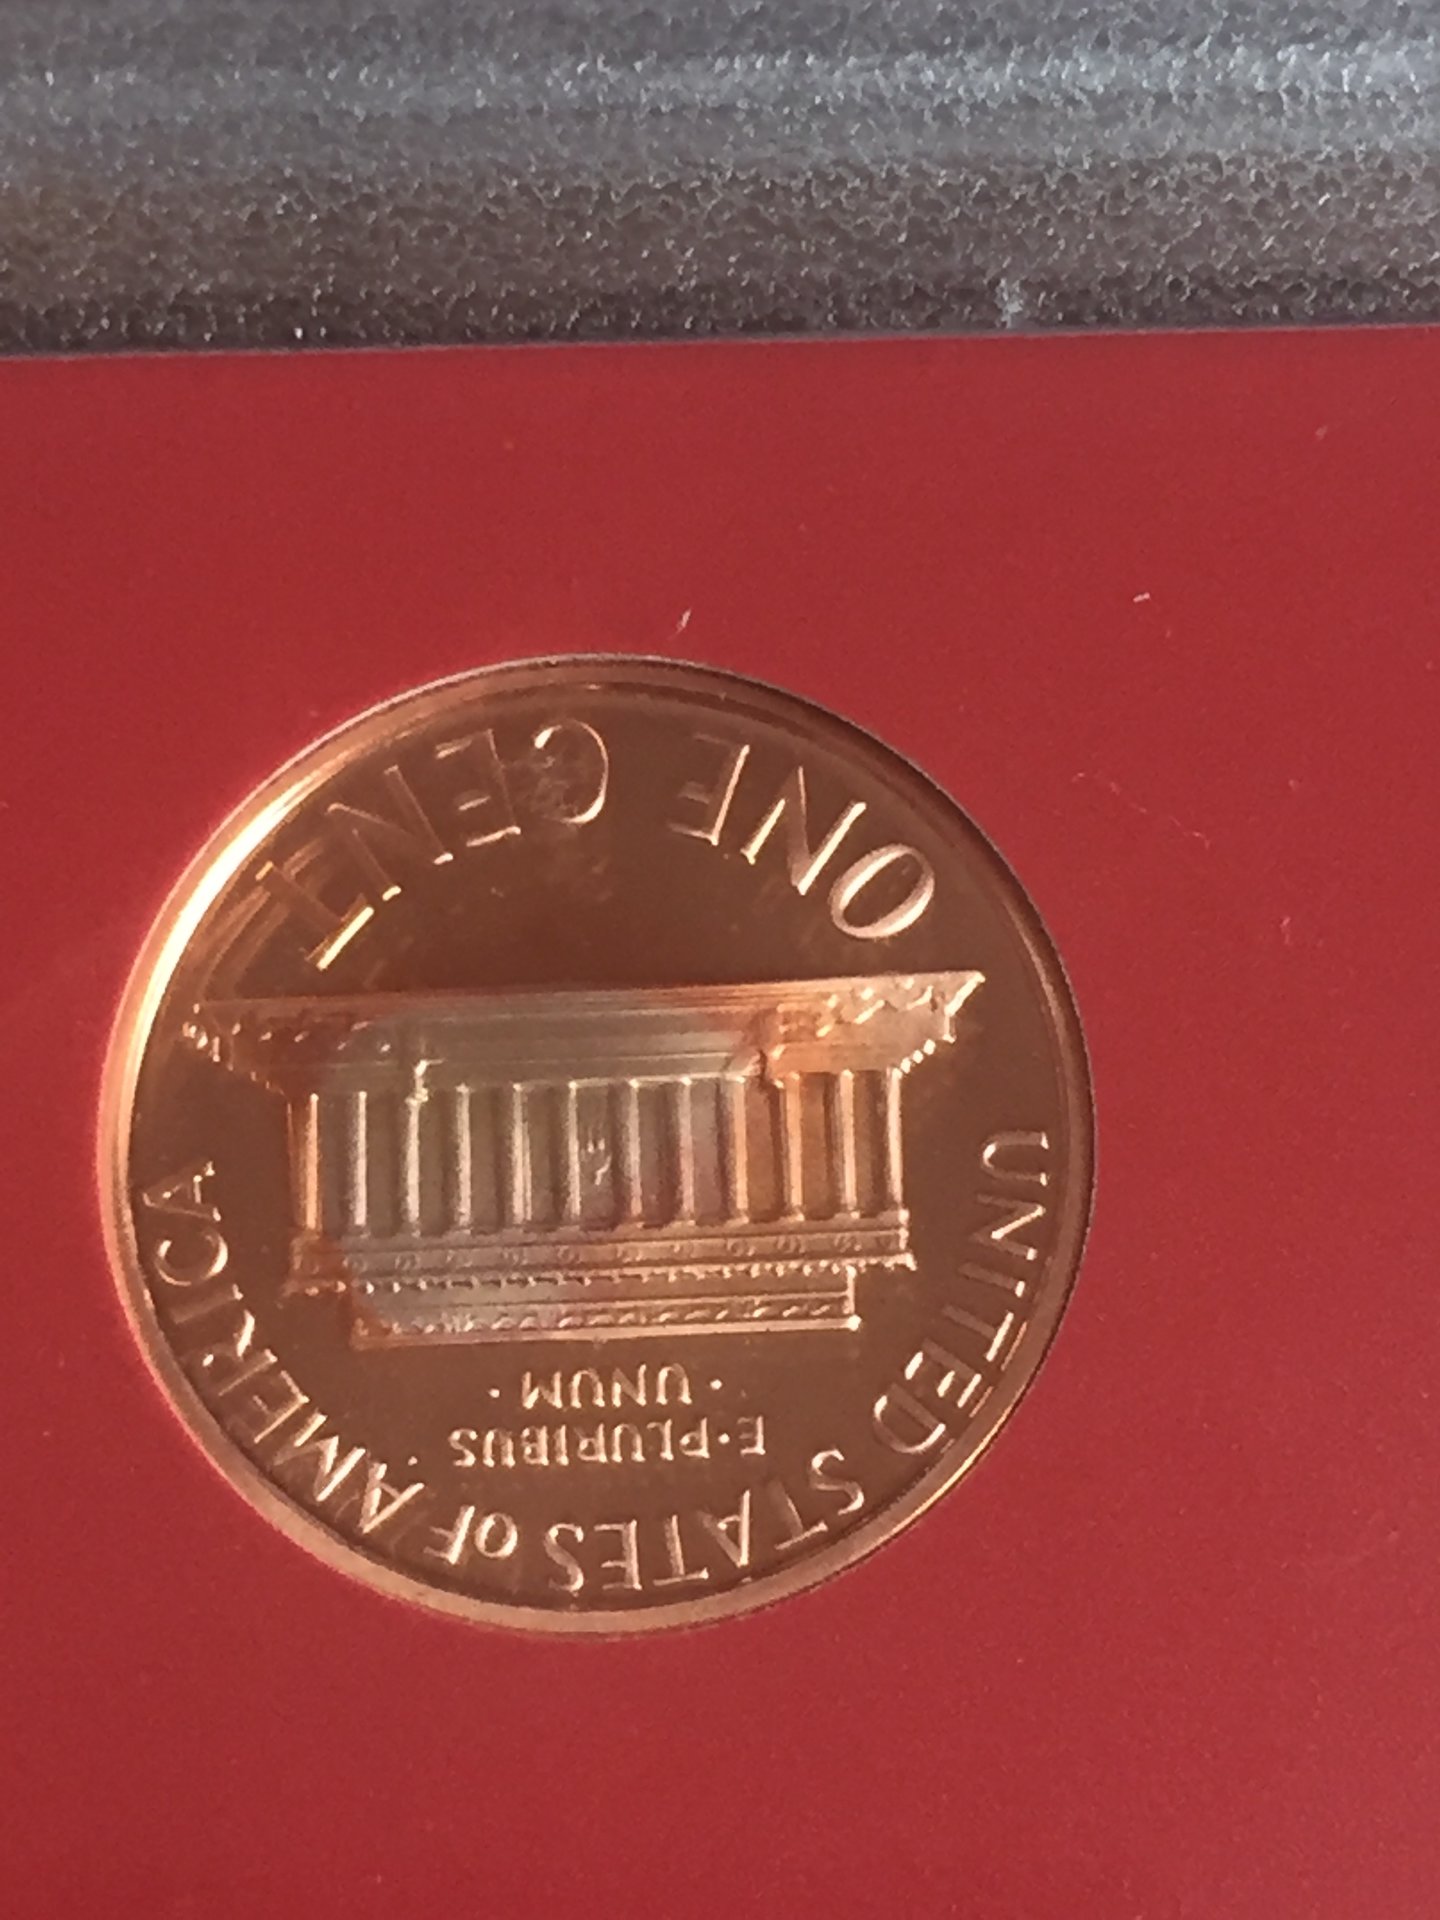 UNITED STATES OF AMERICA
E·PLURIBUS·
·UNUM·
ONE CENT